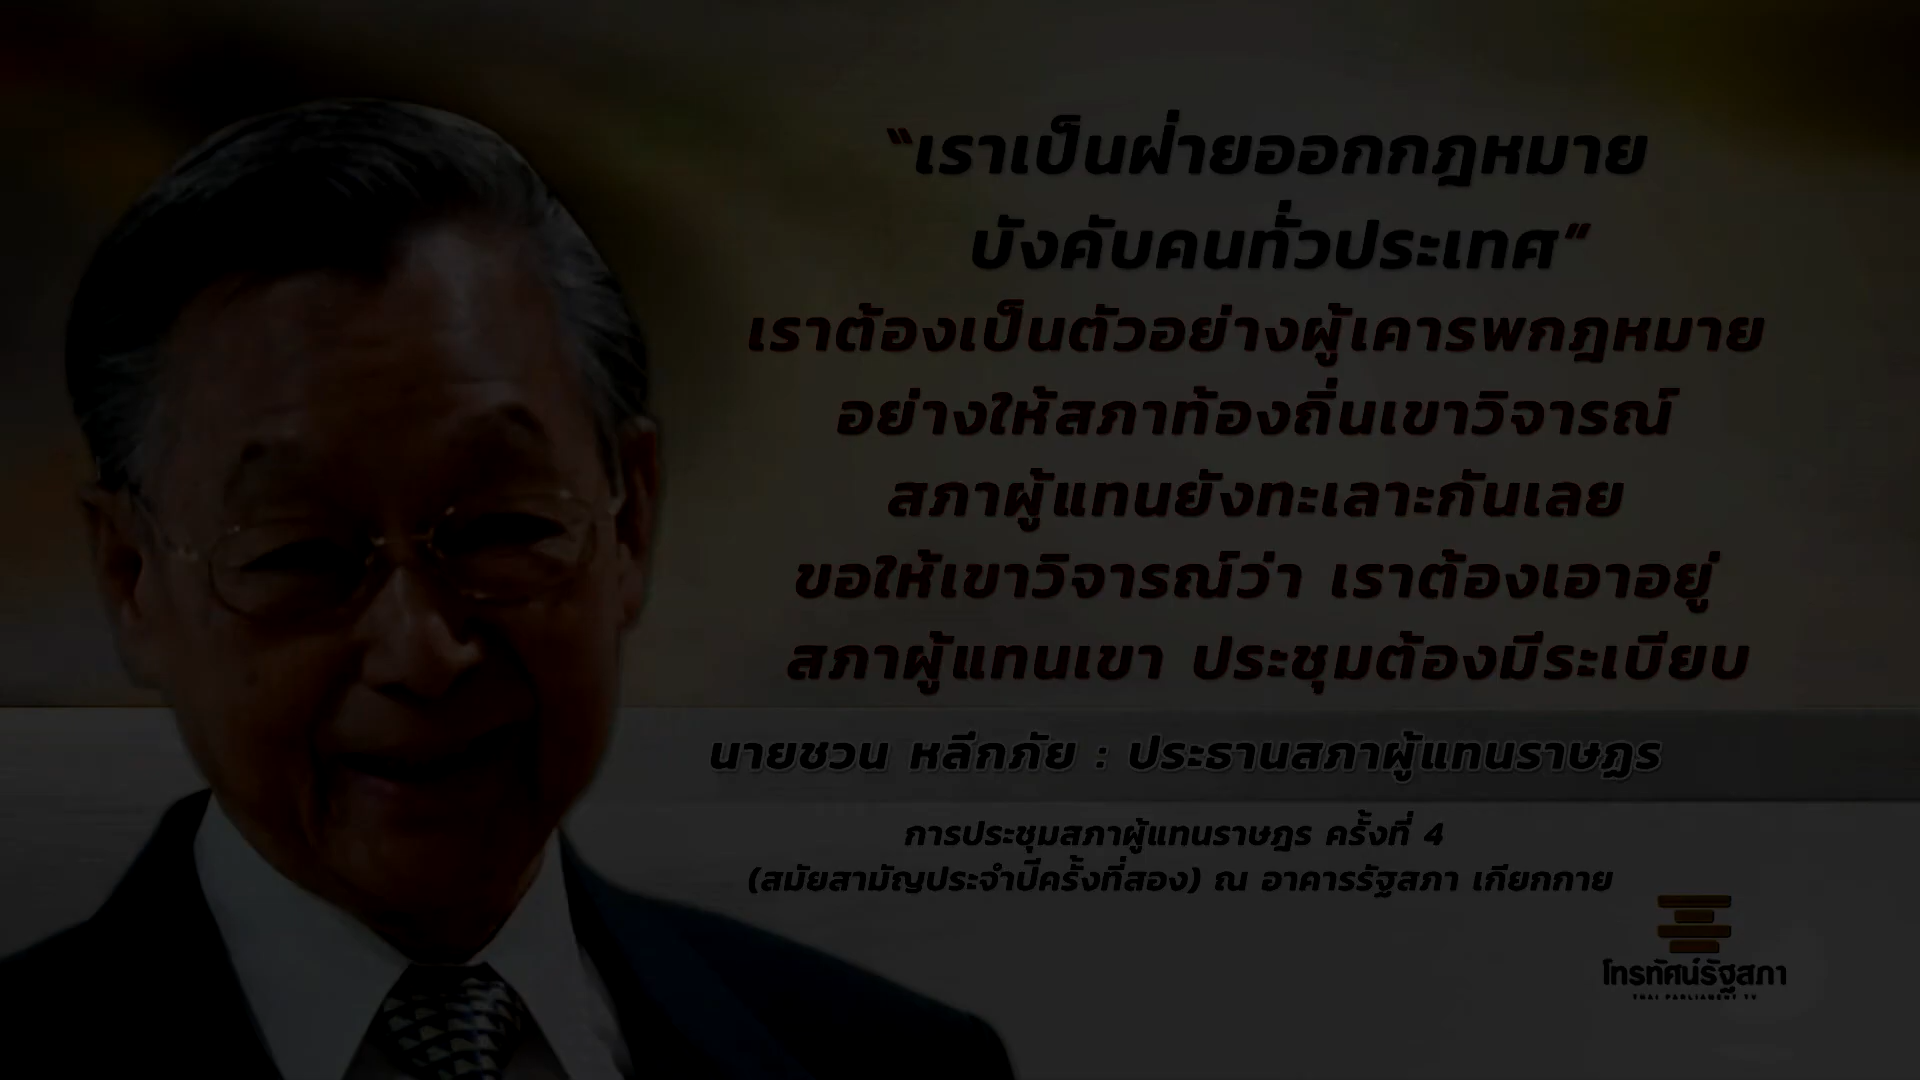 “เราเป็นฝ่ายออกกฎหมาย
บังคับคนทั่วประเทศ”
เราต้องเป็นตัวอย่างผู้เคารพกฎหมาย
อย่างให้สภาท้องถิ่นเขาวิจารณ์
สภาผู้แทนยังทะเลาะกันเลย
ขอให้เขาวิจารณ์ว่า เราต้องเอาอยู่
สภาผู้แทนเขา ประชุมต้องมีระเบียบ
นายชวน หลีกภัย : ประธานสภาผู้แทนราษฎร
การประชุมสภาผู้แทนราษฎร ครั้งที่ 4
(สมัยสามัญประจำปีครั้งที่สอง) ณ อาคารรัฐสภา เกียกกาย
โทรทัศน์รัฐสภา
THAI PARLIAMENT TV